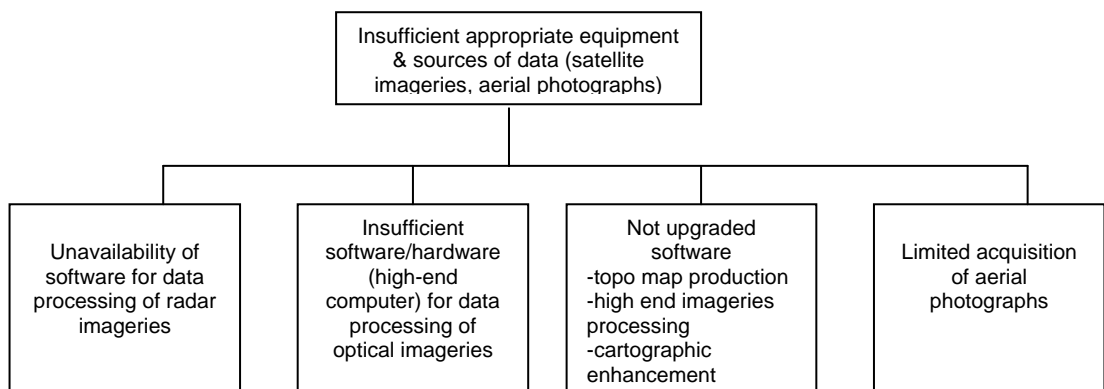 Insufficient appropriate equipment
& sources of data (satellite
imageries, aerial photographs)
Unavailability of
software for data
processing of radar
imageries
Insufficient
software/hardware
(high-end
computer) for data
processing of
optical imageries
Not upgraded
software
-topo map production
-high end imageries
processing
-cartographic
enhancement
Limited acquisition
of aerial
photographs